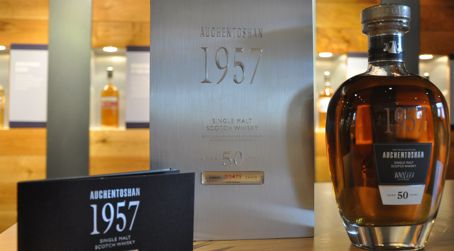 AUCHENTOSHAN
1957
SINGLE MALT
SCOTCH WHISKY
50
AUCHENTOSHAN
1957
SINGLE MALT
SCOTCH WHISKY
1957
AUCHENTOSHAN
50